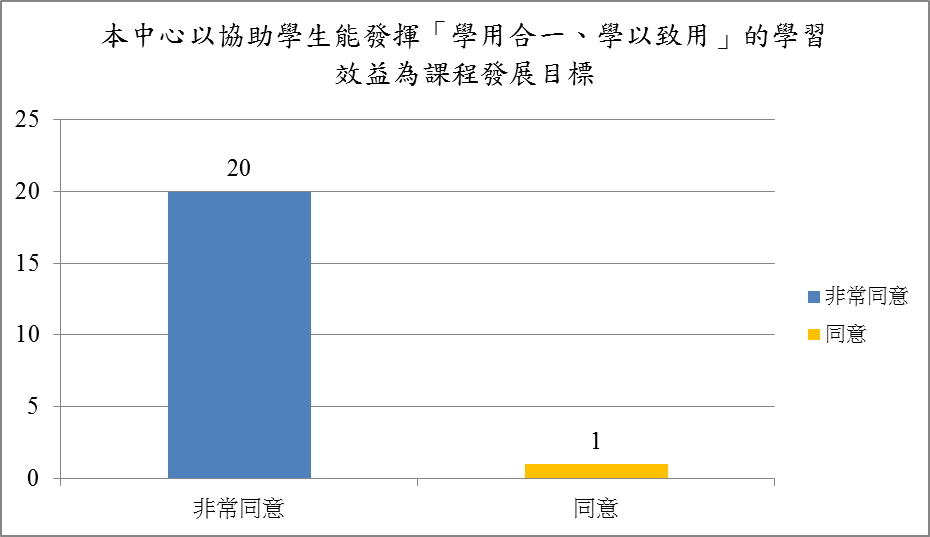 本中心以協助學生能發揮「學用合一、學以致用」的學習
效益為課程發展目標
25
20
15
10
5
0
20
1
非常同意
同意
非常同意
同意